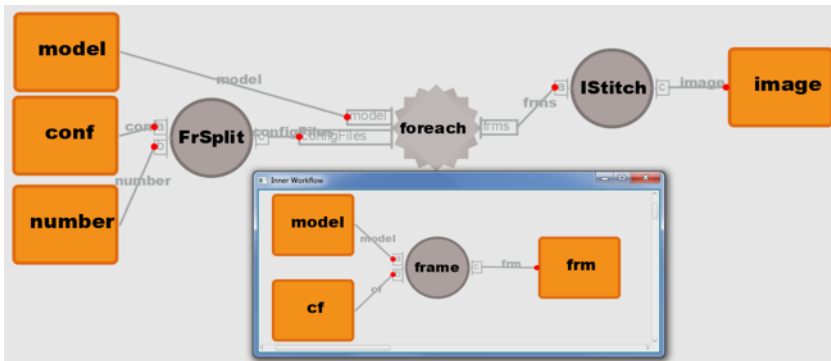 model
conf
number
model
conf
a
number
b
FrSplit
c
configFiles
model
configFiles
foreach
frms
frms
a
IStitch
c
image
image
Inner Workflow
model
cf
model
a
cf
b
frame
c
frm
frm